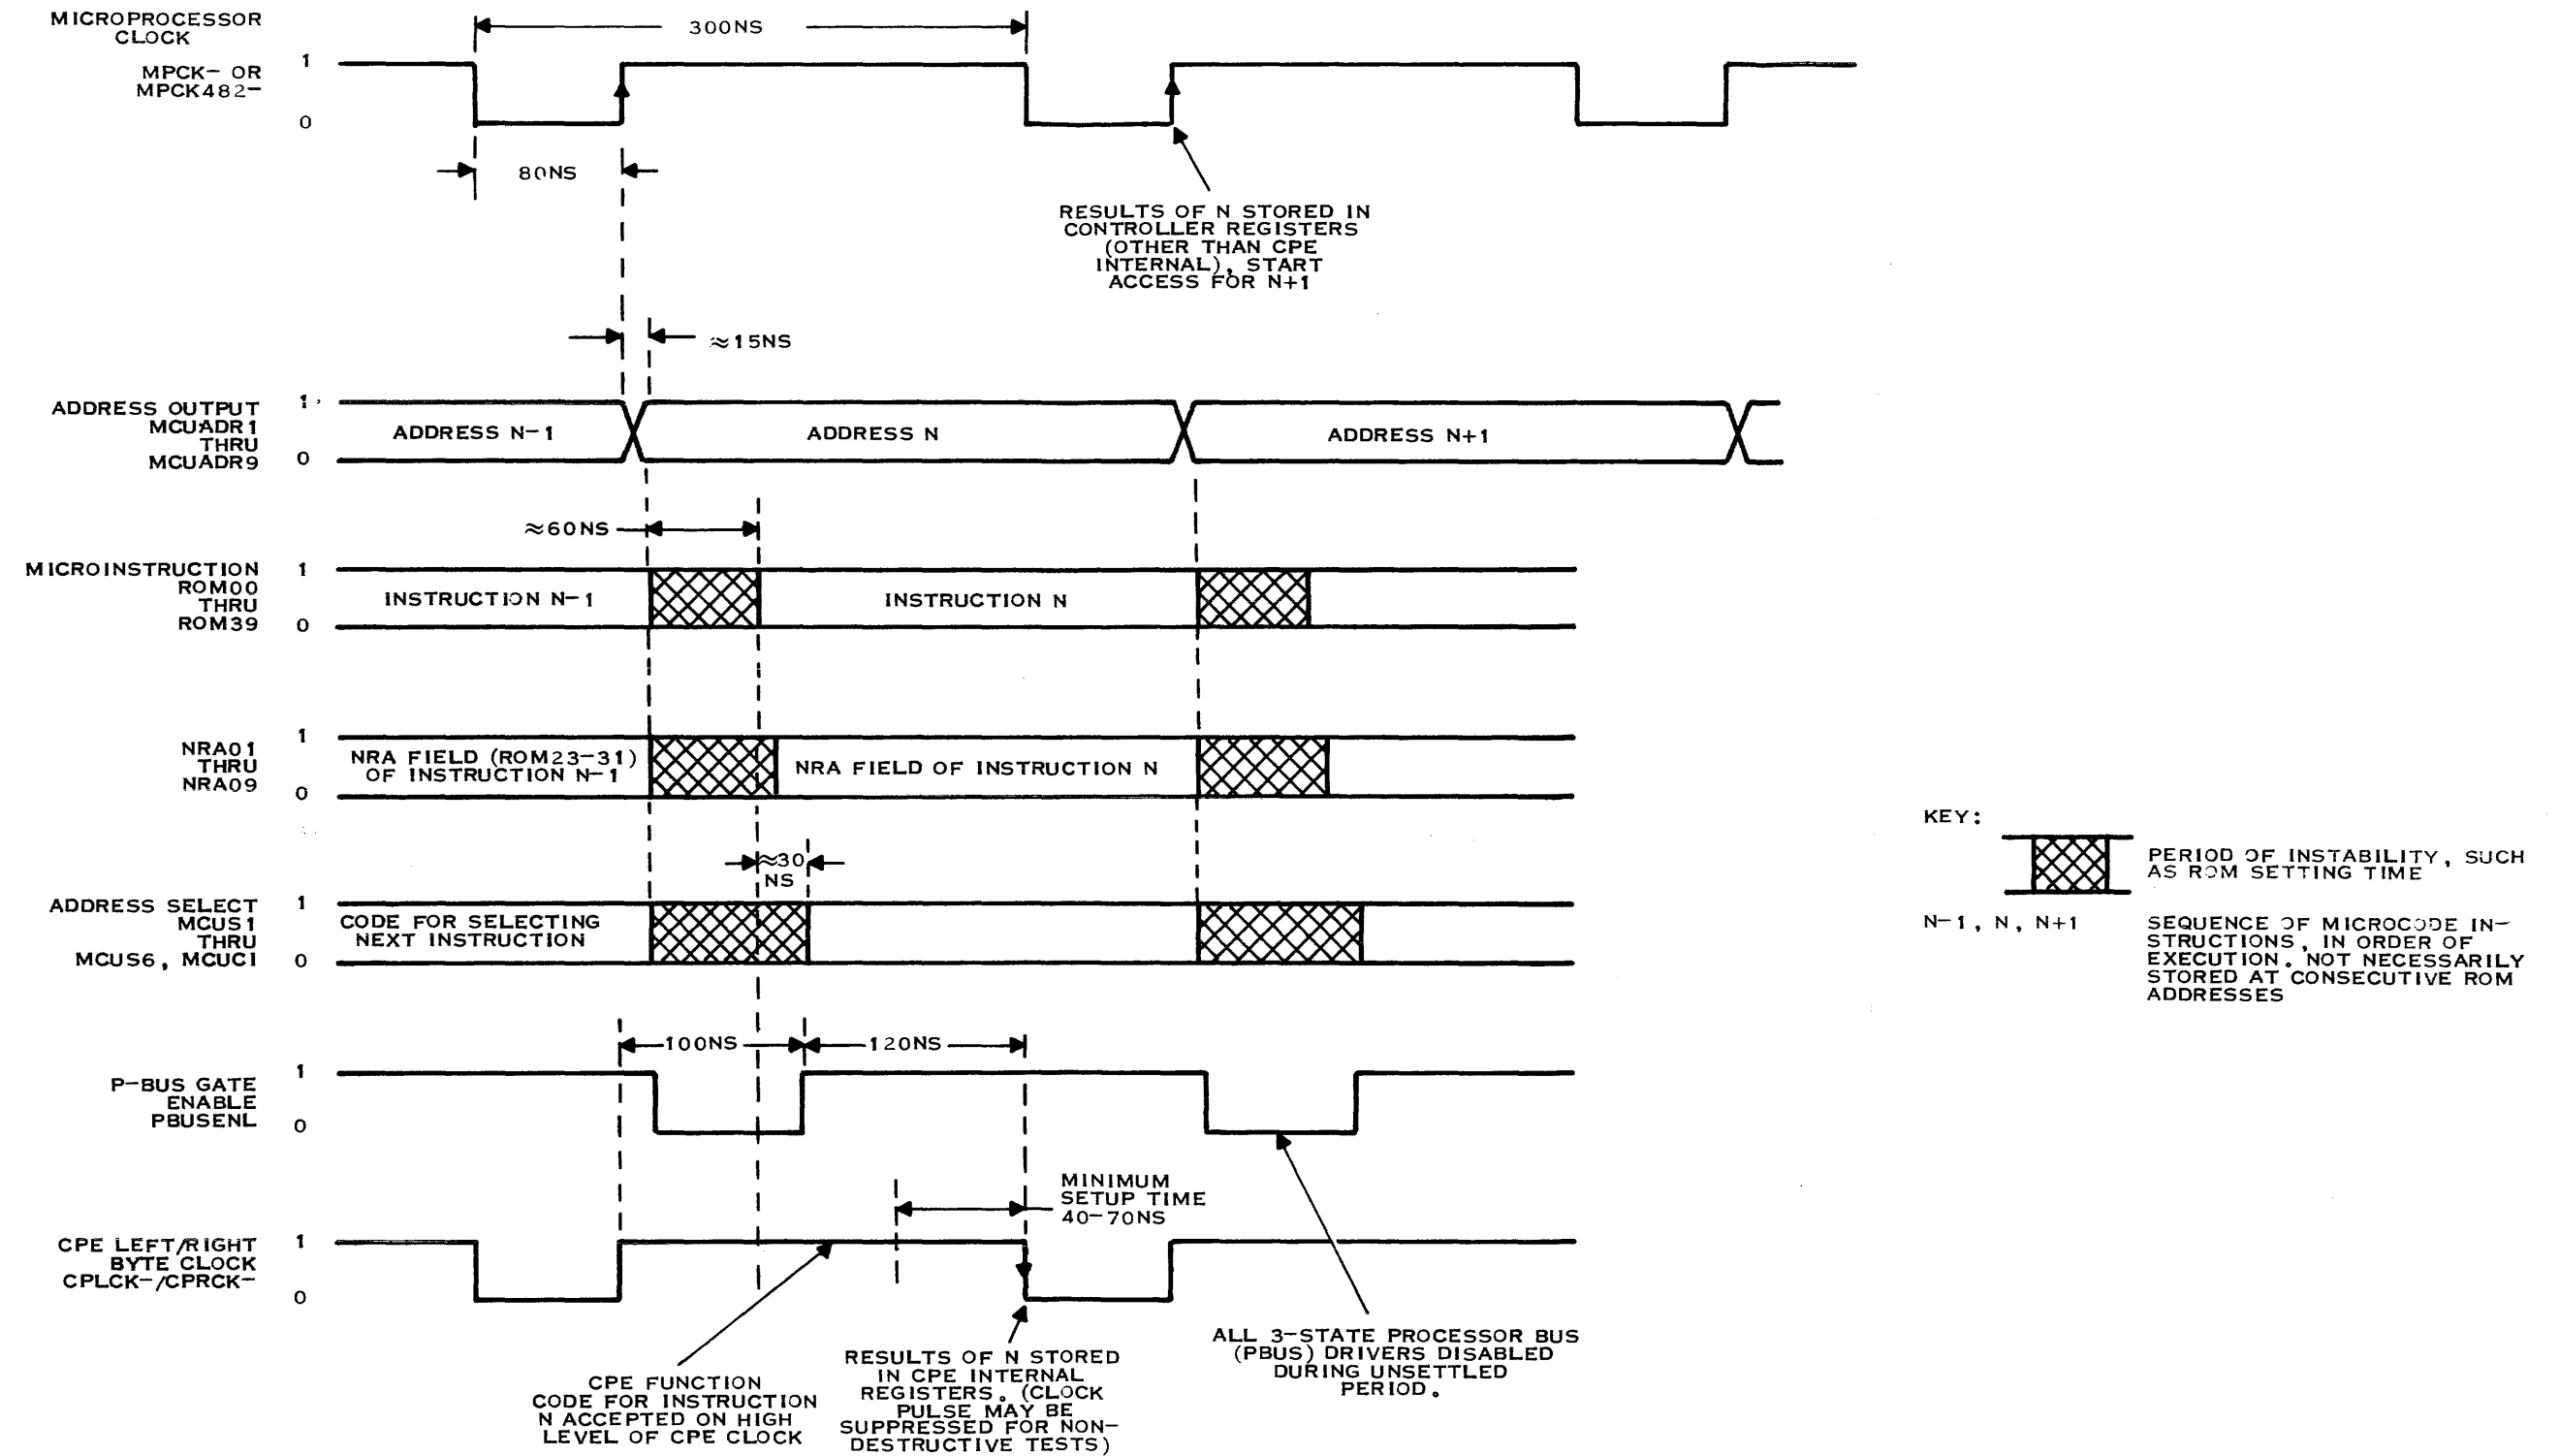 MICROPROCESSOR
CLOCK
300NS
MPCK- OR
MPCK482-
1
0
80NS
RESULTS OF N STORED IN
CONTROLLER REGISTERS
(OTHER THAN CPE
INTERNAL), START
ACCESS FOR N+1
≈15NS
ADDRESS OUTPUT
MCUADR1
THRU
MCUADR9
1
0
ADDRESS N-1
ADDRESS N
ADDRESS N+1
≈60NS
MICROINSTRUCTION
ROM00
THRU
ROM39
1
0
INSTRUCTION N-1
INSTRUCTION N
NRA01
THRU
NRA09
1
0
NRA FIELD (ROM23-31)
OF INSTRUCTION N-1
NRA FIELD OF INSTRUCTION N
≈30
NS
ADDRESS SELECT
MCUS1
THRU
MCUS6, MCUCI
1
0
CODE FOR SELECTING
NEXT INSTRUCTION
KEY:
PERIOD OF INSTABILITY, SUCH
AS ROM SETTING TIME
N-1, N, N+1
SEQUENCE OF MICROCODE IN-
STRUCTIONS, IN ORDER OF
EXECUTION. NOT NECESSARILY
STORED AT CONSECUTIVE ROM
ADDRESSES
100NS
120NS
P-BUS GATE
ENABLE
PBUSENL
1
0
MINIMUM
SETUP TIME
40-70NS
CPE LEFT/RIGHT
BYTE CLOCK
CPLCK-/CPRCK-
1
0
CPE FUNCTION
CODE FOR INSTRUCTION
N ACCEPTED ON HIGH
LEVEL OF CPE CLOCK
RESULTS OF N STORED
IN CPE INTERNAL
REGISTERS. (CLOCK
PULSE MAY BE
SUPPRESSED FOR NON-
DESTRUCTIVE TESTS)
ALL 3-STATE PROCESSOR BUS
(PBUS) DRIVERS DISABLED
DURING UNSETTLED
PERIOD.